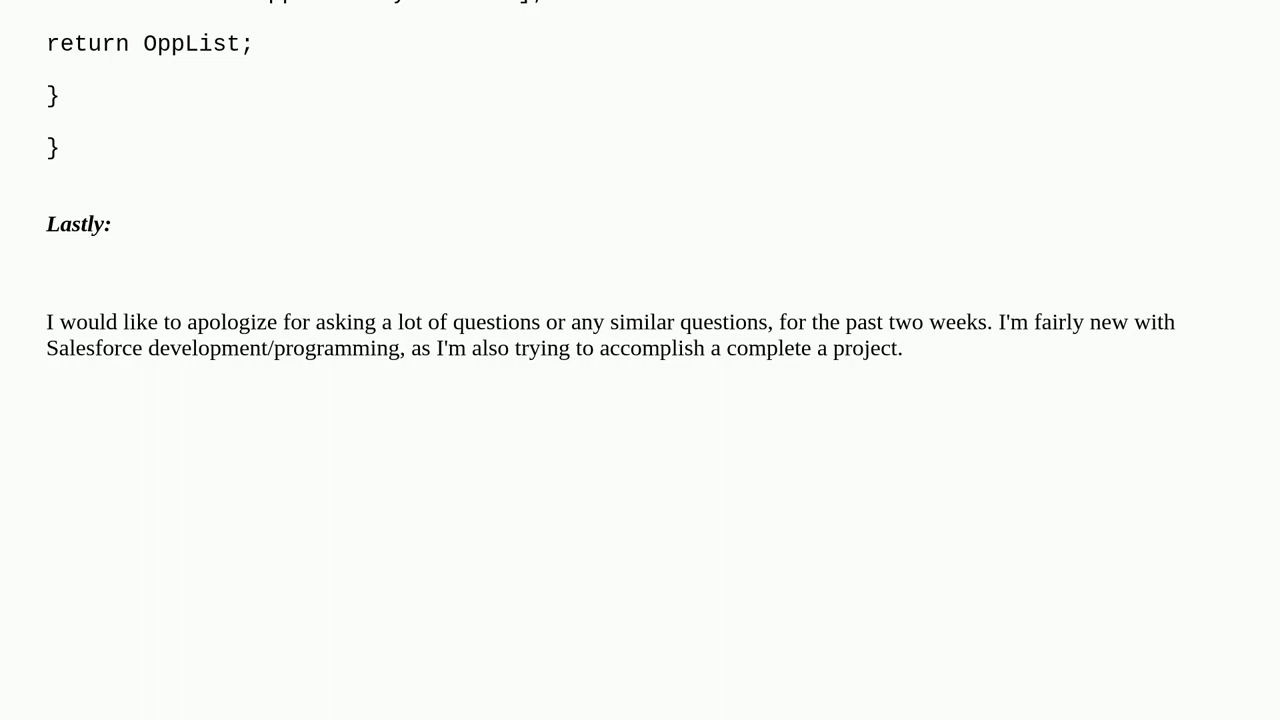 return OppList;
}
}
Lastly:
I would like to apologize for asking a lot of questions or any similar questions, for the past two weeks. I'm fairly new with
Salesforce development/programming, as I'm also trying to accomplish a complete a project.